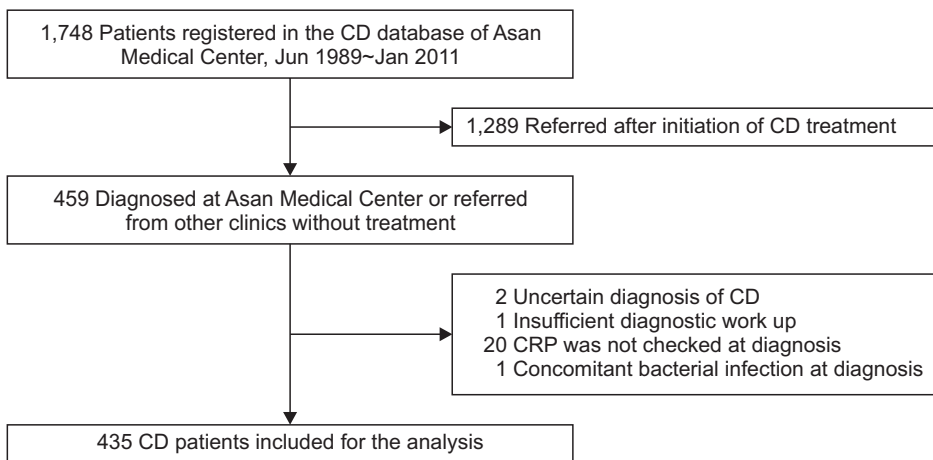 1,748 Patients registered in the CD database of Asan
Medical Center, Jun 1989~Jan 2011
1,289 Referred after initiation of CD treatment
459 Diagnosed at Asan Medical Center or referred
from other clinics without treatment
2 Uncertain diagnosis of CD
1 Insufficient diagnostic work up
20 CRP was not checked at diagnosis
1 Concomitant bacterial infection at diagnosis
435 CD patients included for the analysis